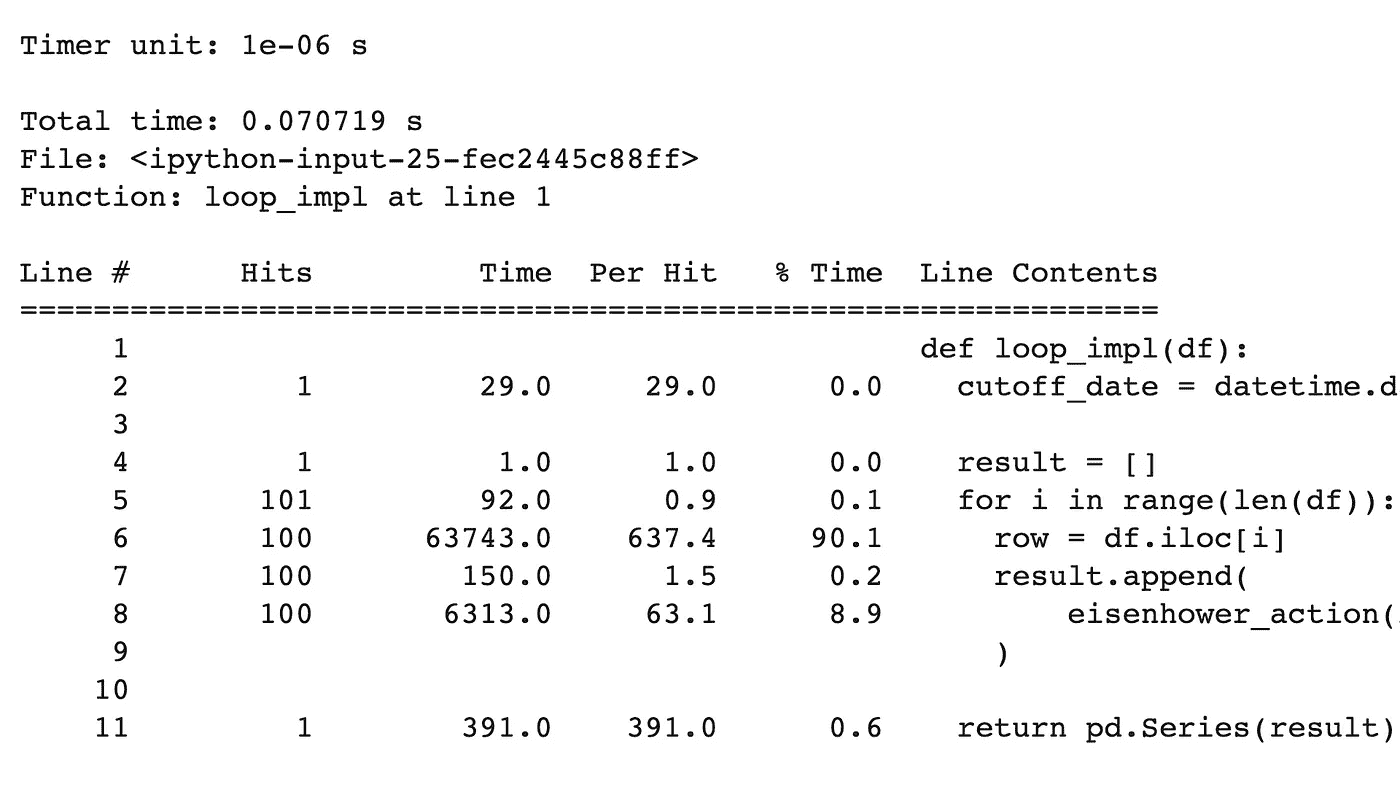 Timer unit: 1e-06 s
Total time: 0.070719 s
File: <ipython-input-25-fec2445c88ff>
Function: loop_impl at line 1
Line #      Hits         Time  Per Hit   % Time  Line Contents
==============================================================
     1                                           def loop_impl(df):
     2         1         29.0     29.0      0.0    cutoff_date = datetime.d
     3
     4         1          1.0      1.0      0.0    result = []
     5       101         92.0      0.9      0.1    for i in range(len(df)):
     6       100      63743.0    637.4     90.1      row = df.iloc[i]
     7       100        150.0      1.5      0.2      result.append(
     8       100       6313.0     63.1      8.9          eisenhower_action(
     9                                               )
    10
    11         1        391.0    391.0      0.6    return pd.Series(result)